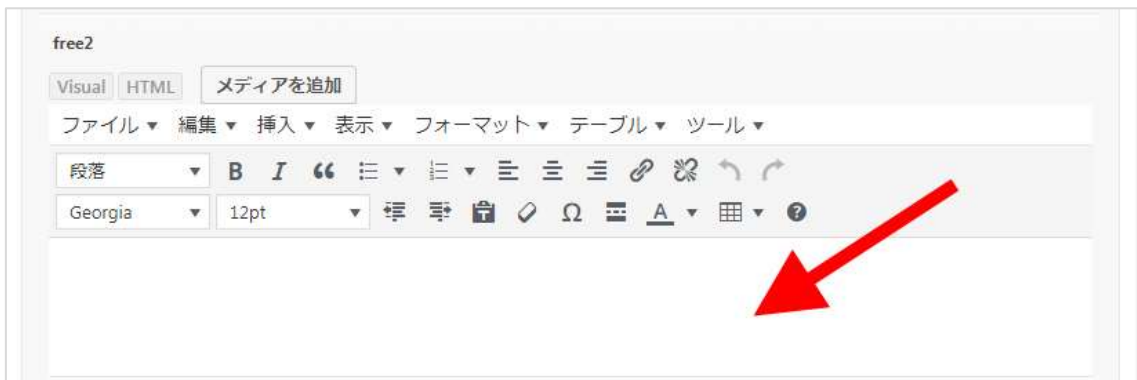 free2
Visual HTML メディアを追加
ファイル 編集 挿入 表示 フォーマット テーブル ツール
段落 B I
Georgia 12pt Ω A